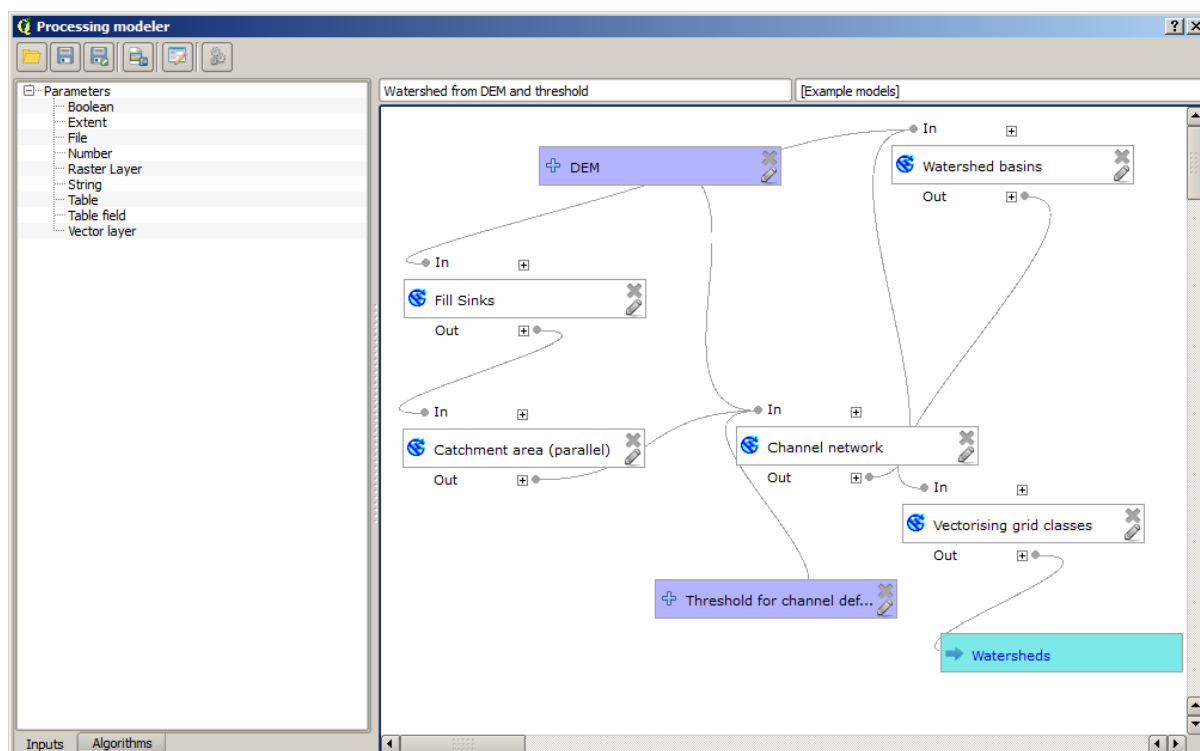 Processing modeler
Parameters
Boolean
Extent
File
Number
Raster Layer
String
Table
Table field
Vector layer
Inputs
Algorithms
Watershed from DEM and threshold
[Example models]
In
DEM
Watershed basins
Out
In
Fill Sinks
Out
In
Catchment area (parallel)
Out
In
Channel network
Out
In
Vectorising grid classes
Out
Threshold for channel def...
Watersheds